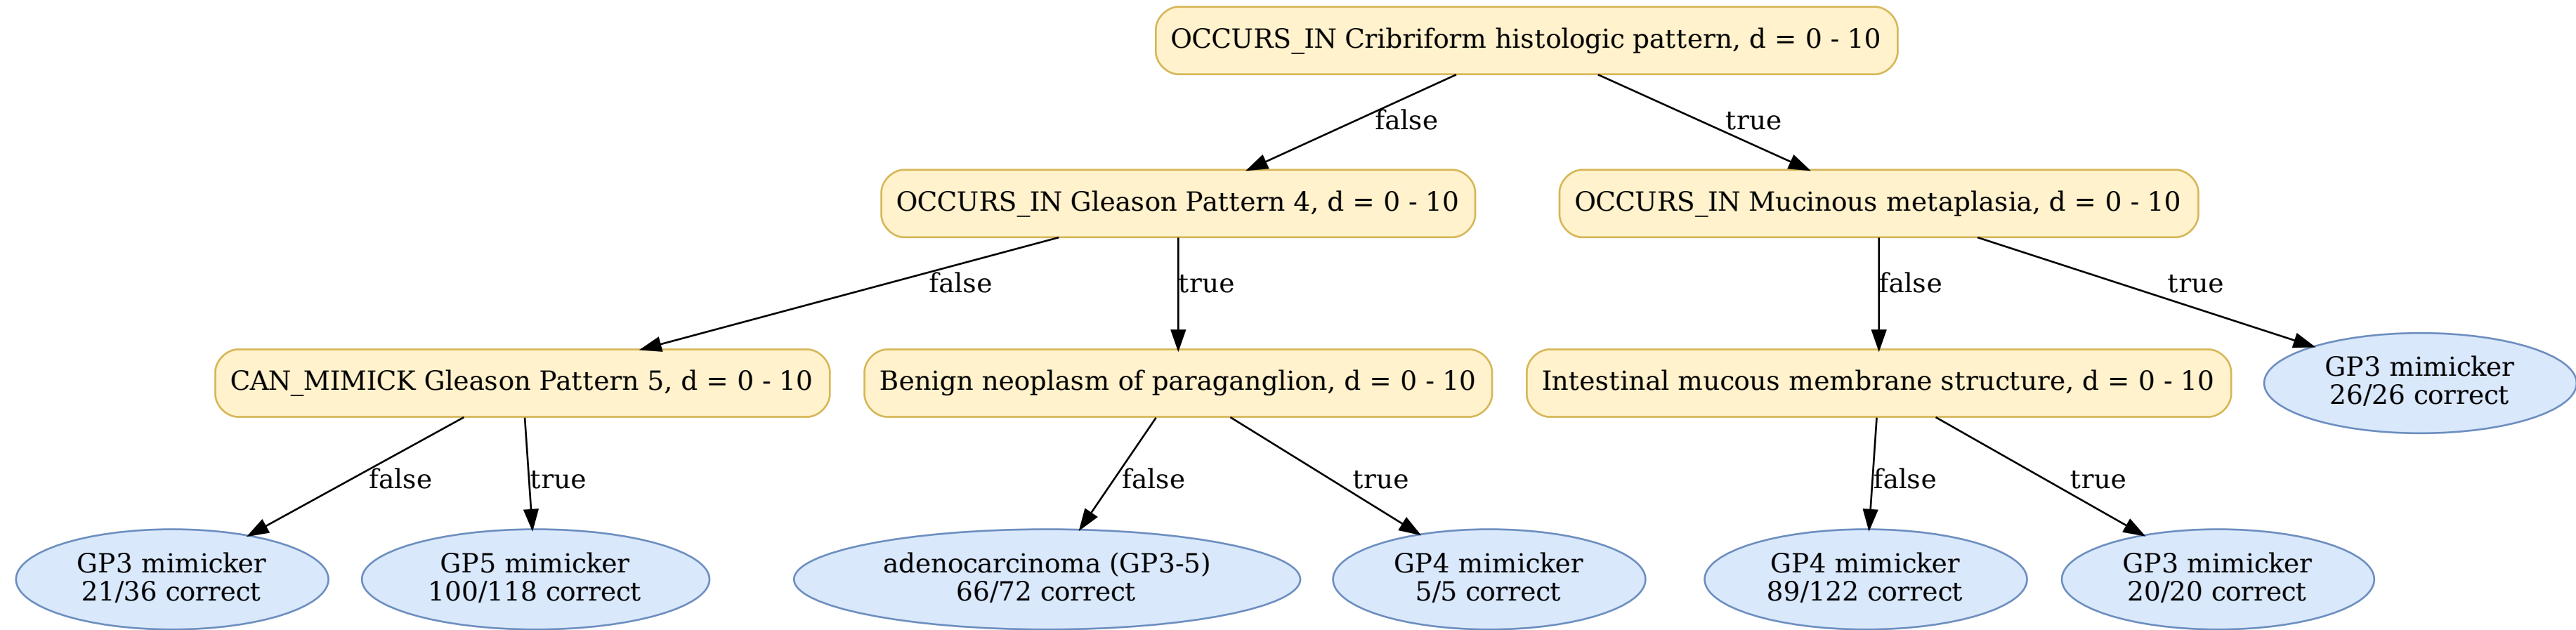 OCCURS_IN Cribriform histologic pattern, d = 0 - 10
false
true
OCCURS_IN Gleason Pattern 4, d = 0 - 10
OCCURS_IN Mucinous metaplasia, d = 0 - 10
false
true
false
true
CAN_MIMICK Gleason Pattern 5, d = 0 - 10
Benign neoplasm of paraganglion, d = 0 - 10
Intestinal mucous membrane structure, d = 0 - 10
GP3 mimicker
26/26 correct
false
true
false
true
false
true
GP3 mimicker
21/36 correct
GP5 mimicker
100/118 correct
adenocarcinoma (GP3-5)
66/72 correct
GP4 mimicker
5/5 correct
GP4 mimicker
89/122 correct
GP3 mimicker
20/20 correct